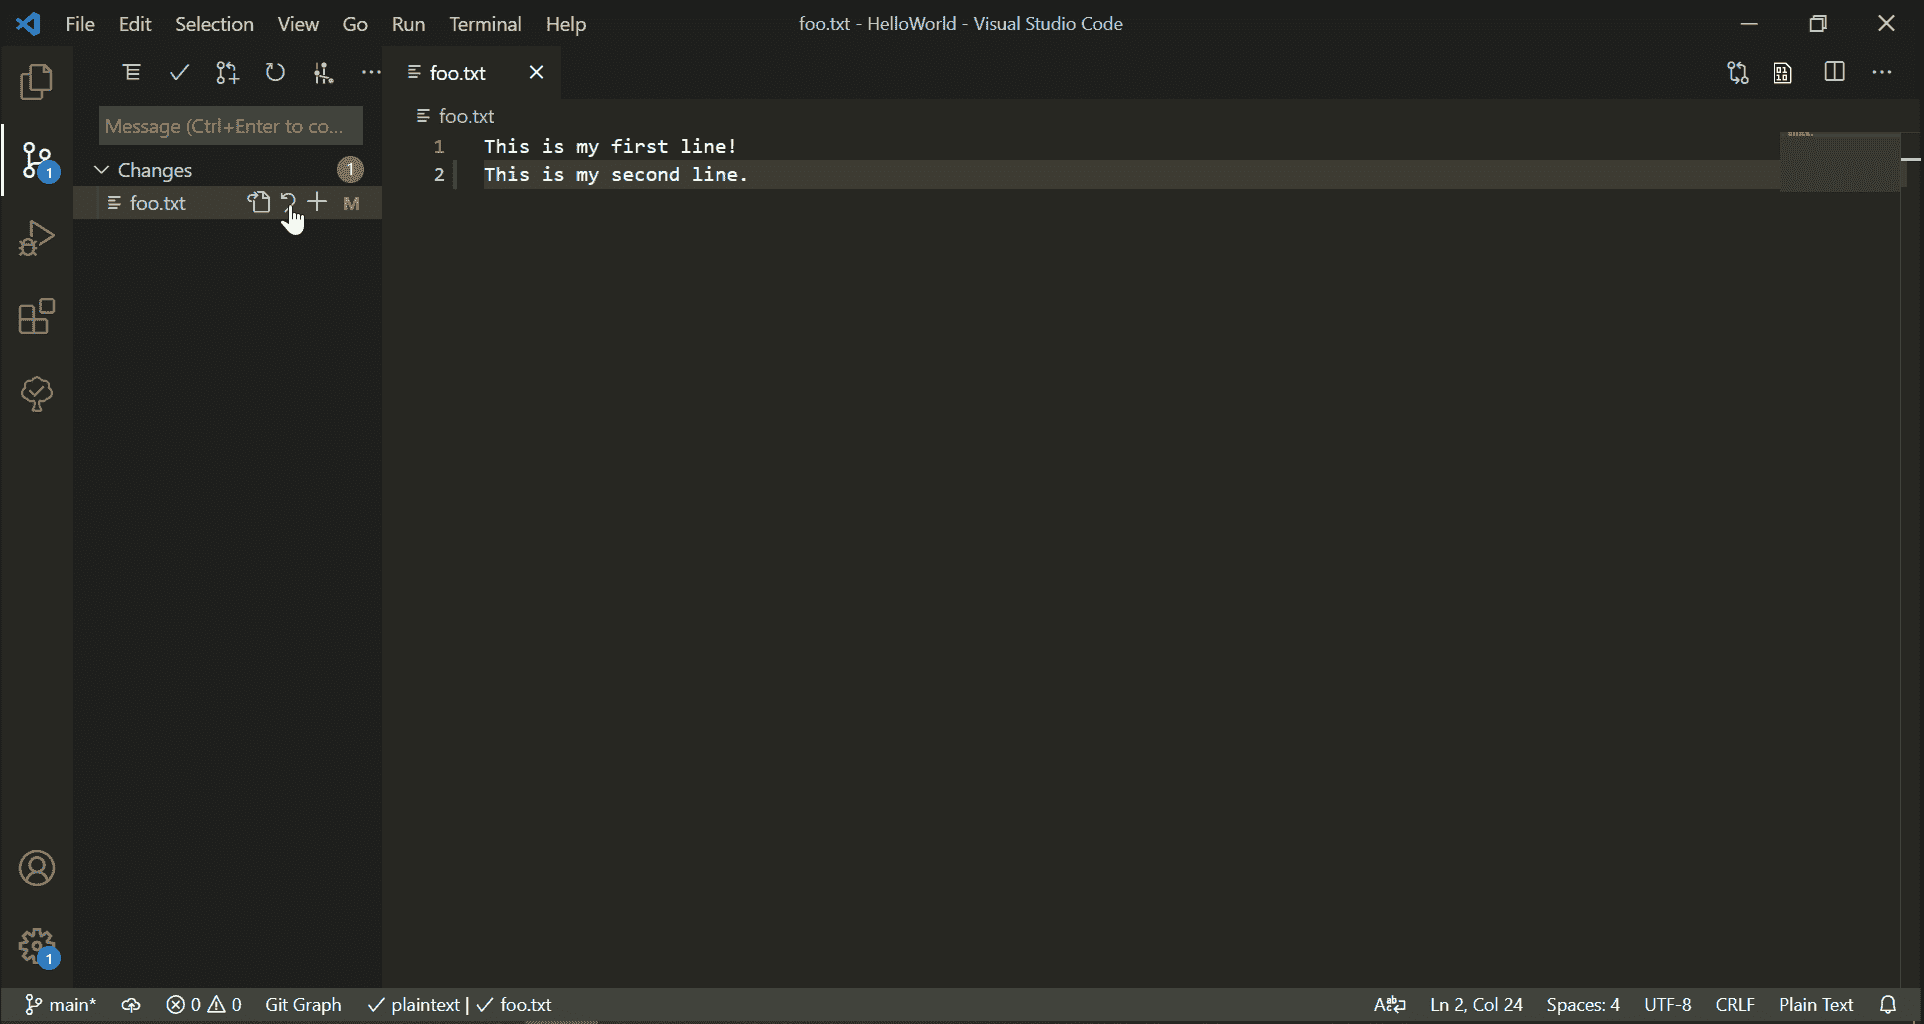 File Edit Selection View Go Run Terminal Help
foo.txt - HelloWorld - Visual Studio Code
foo.txt
Message (Ctrl+Enter to co...
Changes 1
foo.txt M
1
foo.txt
1 This is my first line!
2 This is my second line.
1
main* 0 0 Git Graph plaintext | foo.txt
Ln 2, Col 24 Spaces: 4 UTF-8 CRLF Plain Text